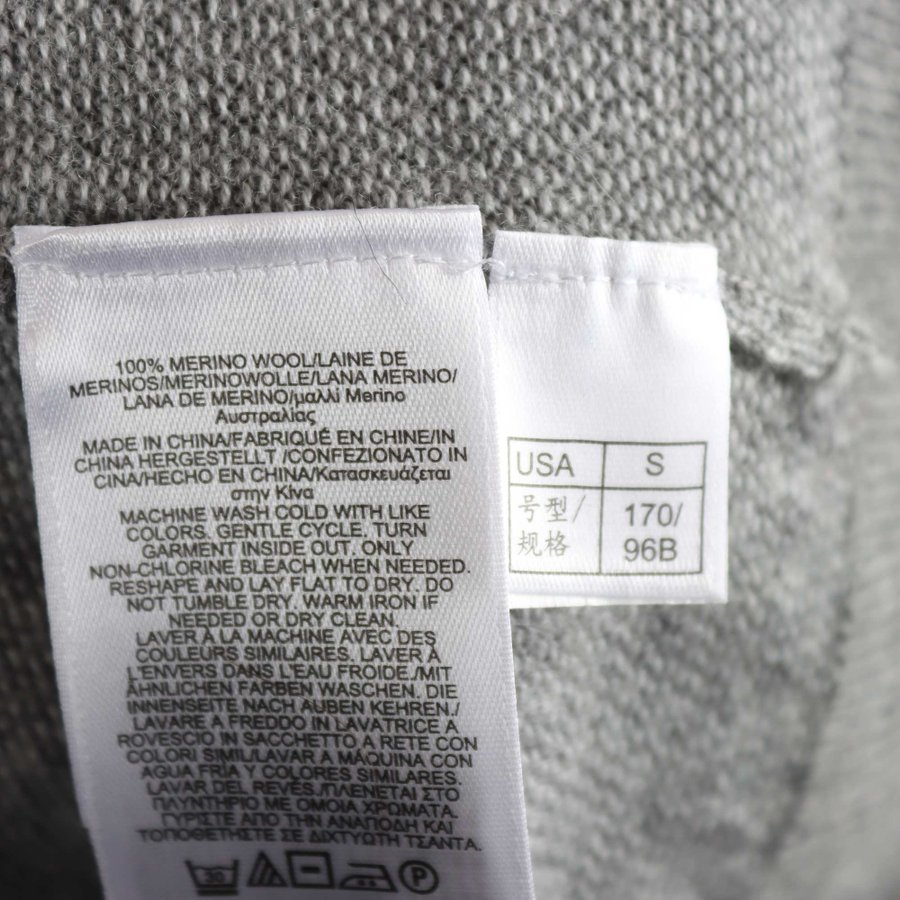 100% MERINO WOOL/LAINE DE
MERINOS/MERINOWOLLE/LANA MERINO/
LANA DE MERINO/μαλλί Merino
Αυστραλίας
MADE IN CHINA/FABRIQUÉ EN CHINE/IN
CHINA HERGESTELLT /CONFEZIONATO IN
CINA/HECHO EN CHINA/Κατασκευάζεται
στην Κίνα
MACHINE WASH COLD WITH LIKE
COLORS. GENTLE CYCLE, TURN
GARMENT INSIDE OUT. ONLY
NON-CHLORINE BLEACH WHEN NEEDED.
RESHAPE AND LAY FLAT TO DRY. DO
NOT TUMBLE DRY. WARM IRON IF
NEEDED OR DRY CLEAN.
LAVER À LA MACHINE AVEC DES
COULEURS SIMILAIRES. LAVER À
L'ENVERS DANS L'EAU FROIDE./MIT
ÄHNLICHEN FARBEN WASCHEN. DIE
INNENSEITE NACH AUßEN KEHREN./
LAVARE A FREDDO IN LAVATRICE A
ROVESCIO IN SACCHETTO A RETE CON
COLORI SIMILI/LAVAR A MÁQUINA CON
AGUA FRÍA Y COLORES SIMILARES.
LAVAR DEL REVÉS./ΠΛΕΝΕΤΑΙ ΣΤΟ
ΠΛΥΝΤΗΡΙΟ ΜΕ ΟΜΟΙΑ ΧΡΩΜΑΤΑ.
ΓΥΡΙΣΤΕ ΑΠΟ ΤΗΝ ΑΝΑΠΟΔΗ ΚΑΙ
ΤΟΠΟΘΕΤΗΣΤΕ ΣΕ ΔΙΧΤΥΩΤΗ ΤΣΑΝΤΑ.
30 P
USA S
号型/ 170/
规格 96B